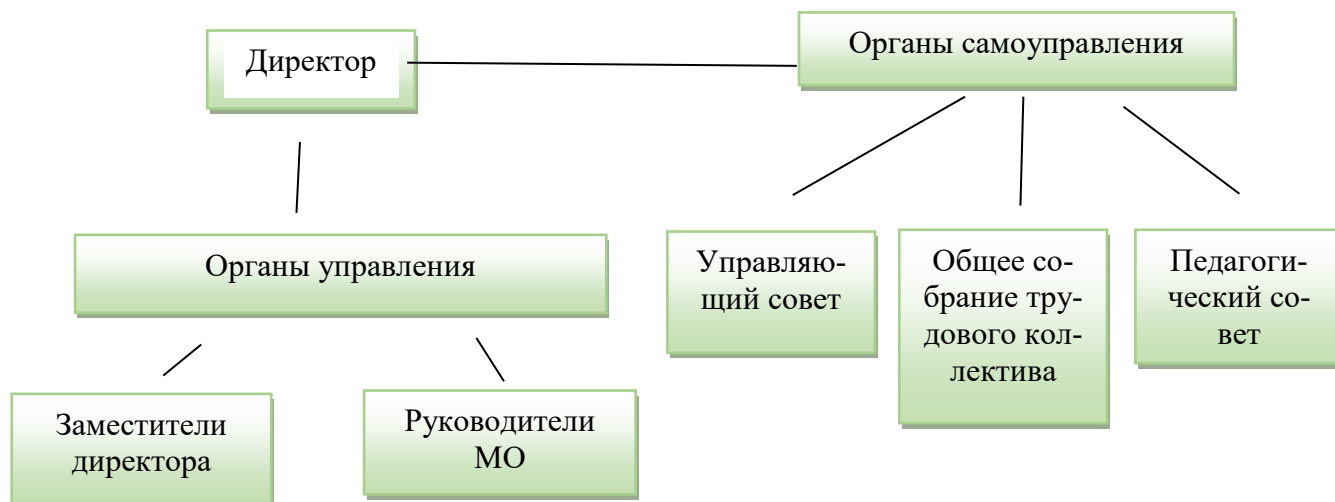 Директор
Органы самоуправления
Органы управления
Управляю-
щий совет
Общее со-
брание тру-
дового кол-
лектива
Педагоги-
ческий со-
вет
Заместители
директора
Руководители
МО